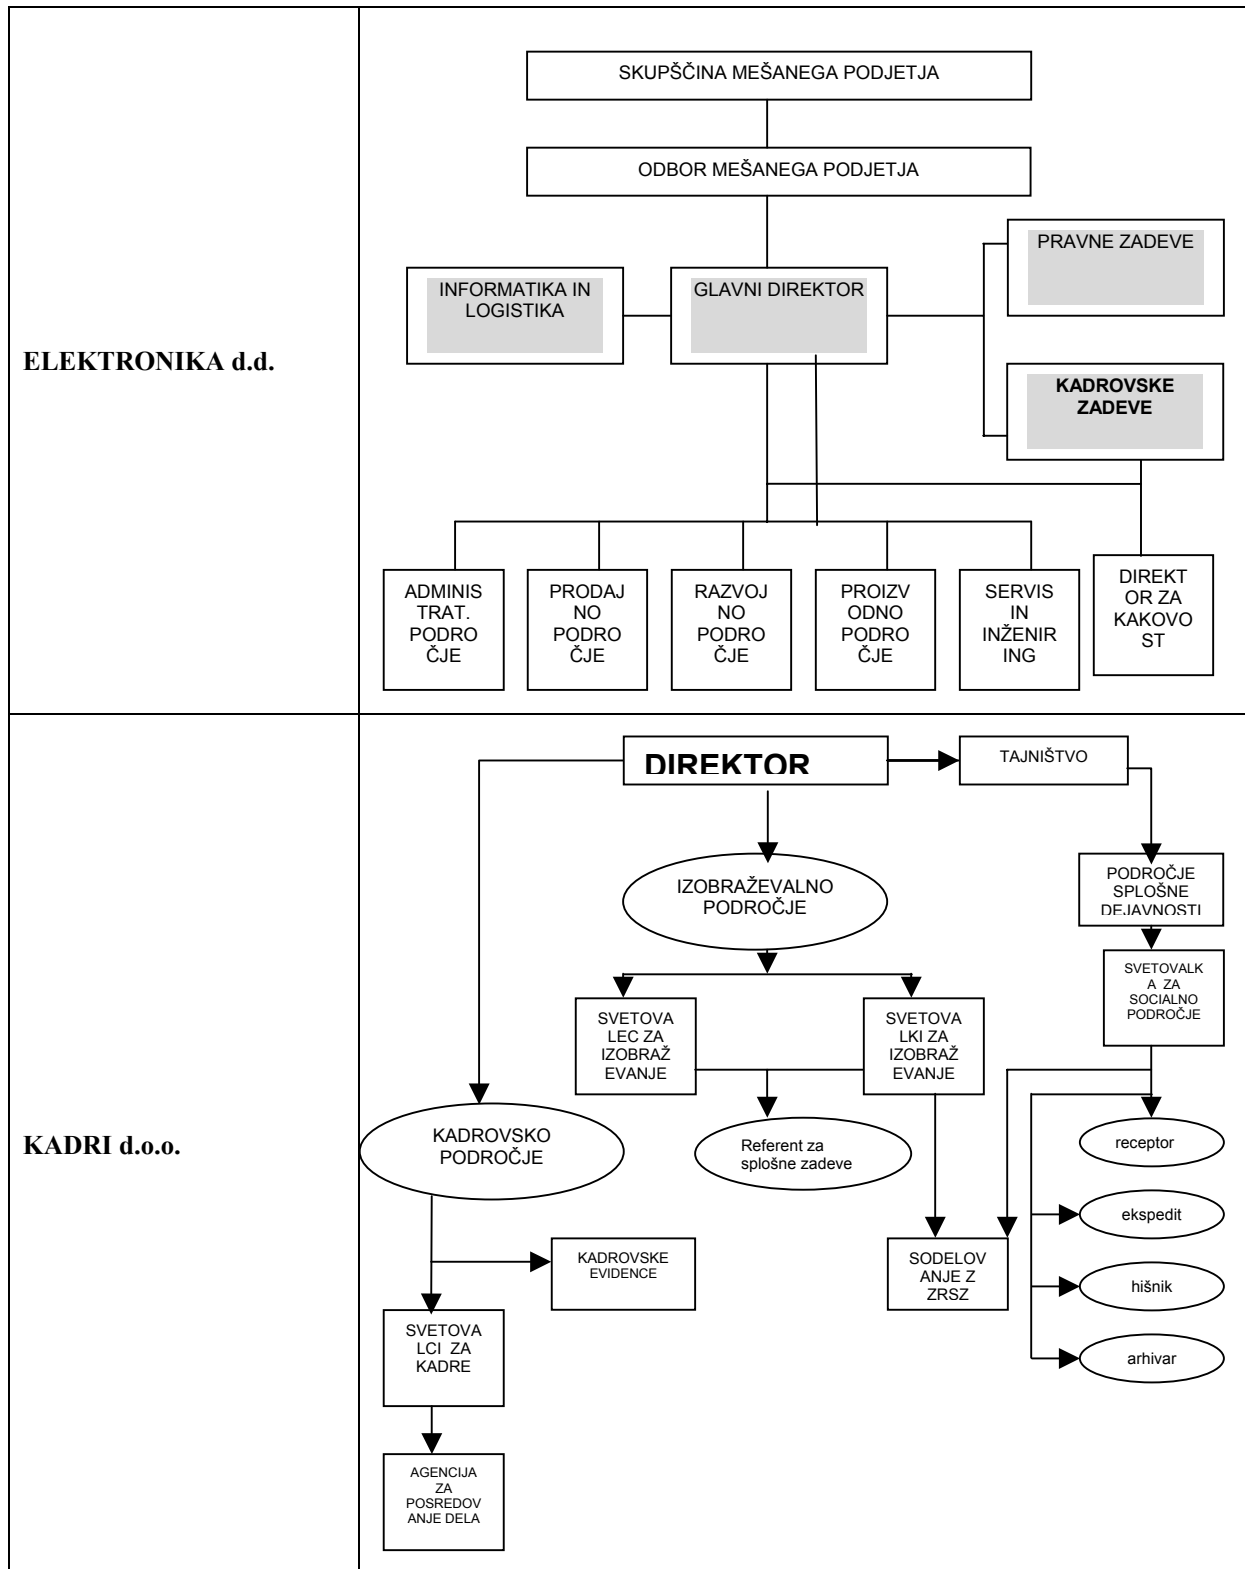 ELEKTRONIKA d.d.
SKUPŠČINA MEŠANEGA PODJETJA
ODBOR MEŠANEGA PODJETJA
PRAVNE ZADEVE
INFORMATIKA IN
LOGISTIKA
GLAVNI DIREKTOR
KADROVSKE
ZADEVE
ADMINIS
TRAT.
PODRO
ČJE
PRODAJ
NO
PODRO
ČJE
RAZVOJ
NO
PODRO
ČJE
PROIZV
ODNO
PODRO
ČJE
SERVIS
IN
INŽENIR
ING
DIREKT
OR ZA
KAKOVO
ST
KADRI d.o.o.
DIREKTOR
TAJNIŠTVO
IZOBRAŽEVALNO
PODROČJE
PODROČJE
SPLOŠNE
DEJAVNOSTI
SVETOVA
LEC ZA
IZOBRAŽ
EVANJE
SVETOVA
LKI ZA
IZOBRAŽ
EVANJE
SVETOVALK
A ZA
SOCIALNO
PODROČJE
KADROVSKO
PODROČJE
Referent za
splošne zadeve
receptor
ekspedit
hišnik
arhivar
KADROVSKE
EVIDENCE
SODELOV
ANJE Z
ZRSZ
SVETOVA
LCI ZA
KADRE
AGENCIJA
ZA
POSREDOV
ANJE DELA